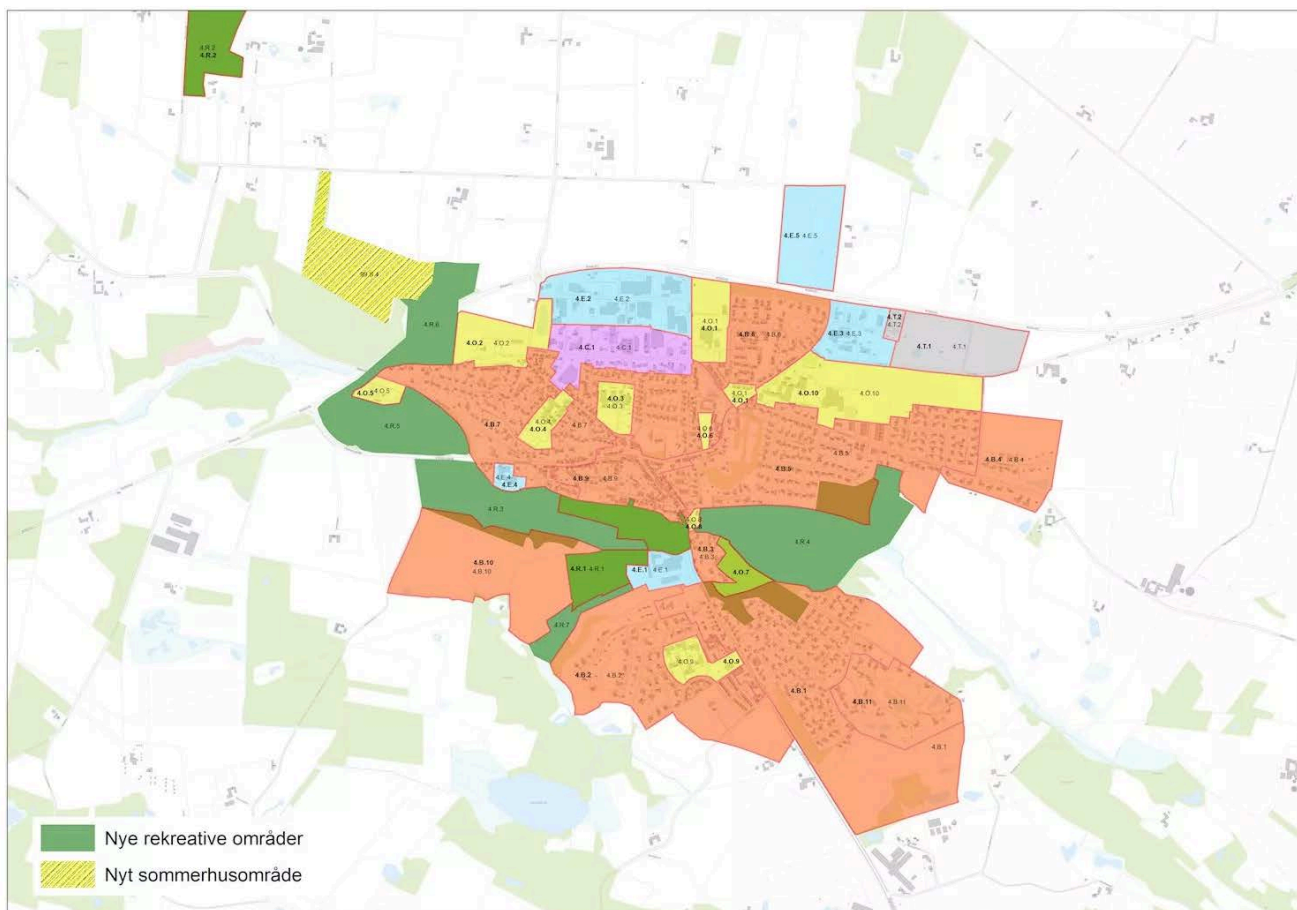 4.R.2
4.R.2
99.S.4
4.R.6
4.E.5 4.E.5
4.E.2 4.E.2
4.O.1
4.O.1
4.B.6 4.B.6
4.E.3 4.E.3
4.T.2
4.T.2
4.T.1 4.T.1
4.O.2 4.O.2
4.C.1 4.C.1
4.O.5 4.O.5
4.R.5
4.B.7 4.B.7
4.O.4
4.O.4
4.O.3
4.O.3
4.O.1
4.O.1
4.O.10 4.O.10
4.O.6
4.O.6
4.B.5 4.B.5
4.B.4 4.B.4
4.E.4
4.E.4
4.B.9 4.B.9
4.R.3
4.O.8
4.O.8
4.R.4
4.B.10
4.B.10
4.R.1 4.R.1
4.E.1 4.E.1
4.B.3
4.B.3
4.O.7
4.R.7
4.B.2 4.B.2
4.O.9 4.O.9
4.B.1
4.B.11 4.B.11
4.B.1
Nye rekreative områder
Nyt sommerhusområde